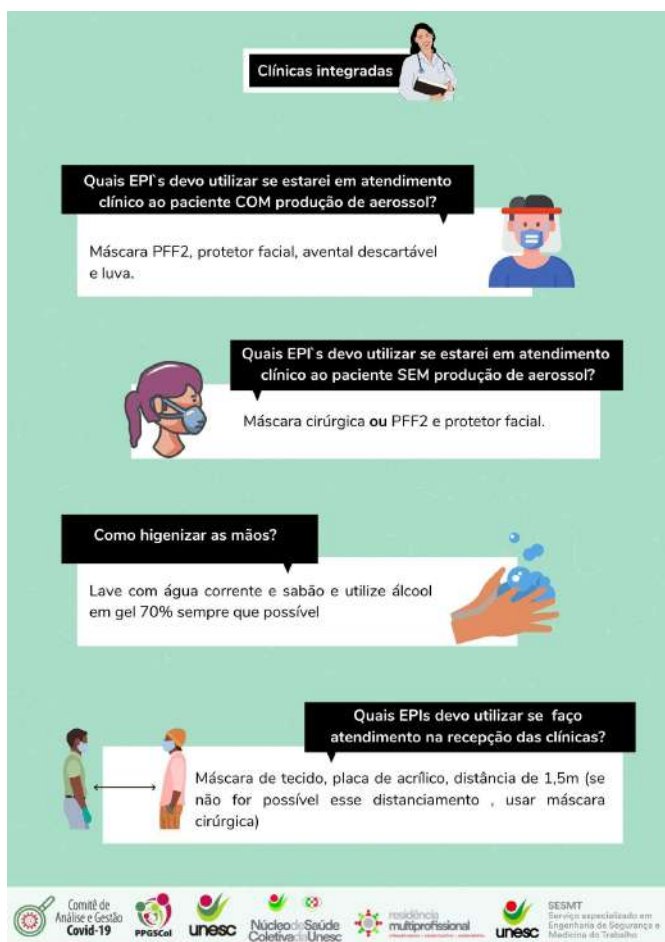 Clínicas integradas
Quais EPI`s devo utilizar se estarei em atendimento
clínico ao paciente COM produção de aerossol?
Máscara PFF2, protetor facial, avental descartável
e luva.
Quais EPI`s devo utilizar se estarei em atendimento
clínico ao paciente SEM produção de aerossol?
Máscara cirúrgica ou PFF2 e protetor facial.
Como higenizar as mãos?
Lave com água corrente e sabão e utilize álcool
em gel 70% sempre que possível
Quais EPIs devo utilizar se faço
atendimento na recepção das clínicas?
Máscara de tecido, placa de acrílico, distância de 1,5m (se
não for possível esse distanciamento , usar máscara
cirúrgica)
Comitê de
Análise e Gestão
Covid-19
PPGSCol
unesc
Núcleo de Saúde
Coletiva da Unesc
residência
multiprofissional
unesc
SESMT
Serviço especializado em
Engenharia de Segurança e
Medicina do Trabalho